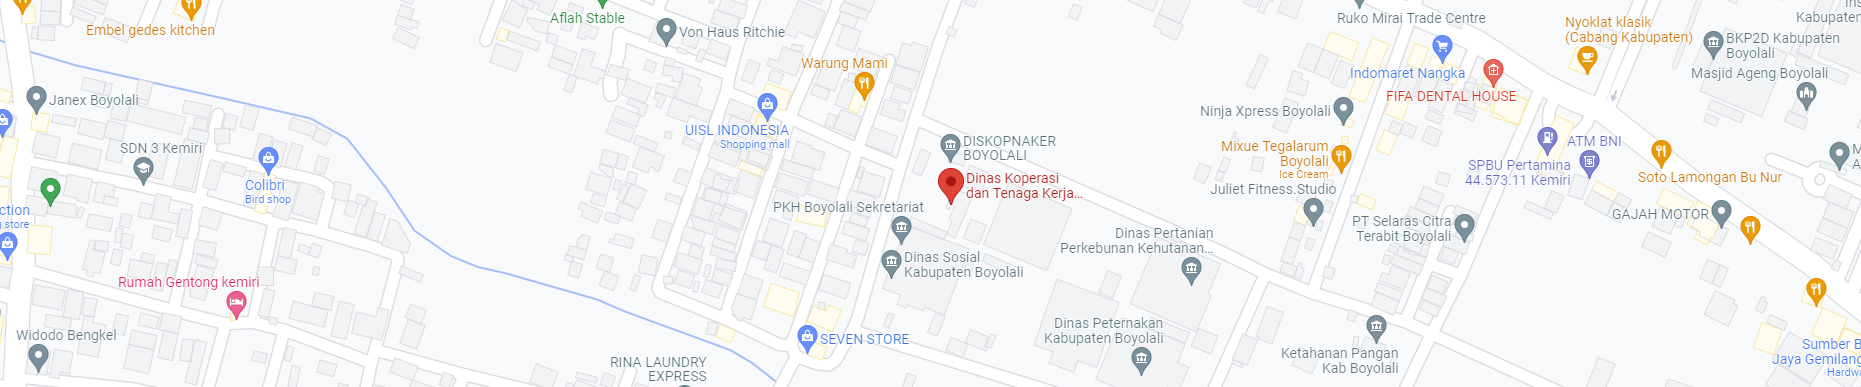 Embel gedes kitchen
Aflah Stable
Von Haus Ritchie
Ruko Mirai Trade Centre
Nyoklat klasik
(Cabang Kabupaten)
Kabupaten
BKP2D Kabupaten
Boyolali
Masjid Ageng Boyolali
Warung Mami
Indomaret Nangka
FIFA DENTAL HOUSE
Janex Boyolali
UISL INDONESIA
Shopping mall
Ninja Xpress Boyolali
SDN 3 Kemiri
DISKOPNAKER
BOYOLALI
Mixue Tegalarum
Boyolali
Ice Cream
ATM BNI
SPBU Pertamina
44.573.11 Kemiri
Soto Lamongan Bu Nur
Colibri
Bird shop
Dinas Koperasi
dan Tenaga Kerja...
Juliet Fitness Studio
PKH Boyolali Sekretariat
PT Selaras Citra
Terabit Boyolali
GAJAH MOTOR
Dinas Pertanian
Perkebunan Kehutanan...
Dinas Sosial
Kabupaten Boyolali
ction
g store
Rumah Gentong kemiri
Widodo Bengkel
SEVEN STORE
Dinas Peternakan
Kabupaten Boyolali
Ketahanan Pangan
Kab Boyolali
RINA LAUNDRY
EXPRESS
Sumber B
Jaya Gemilang
Hardwa